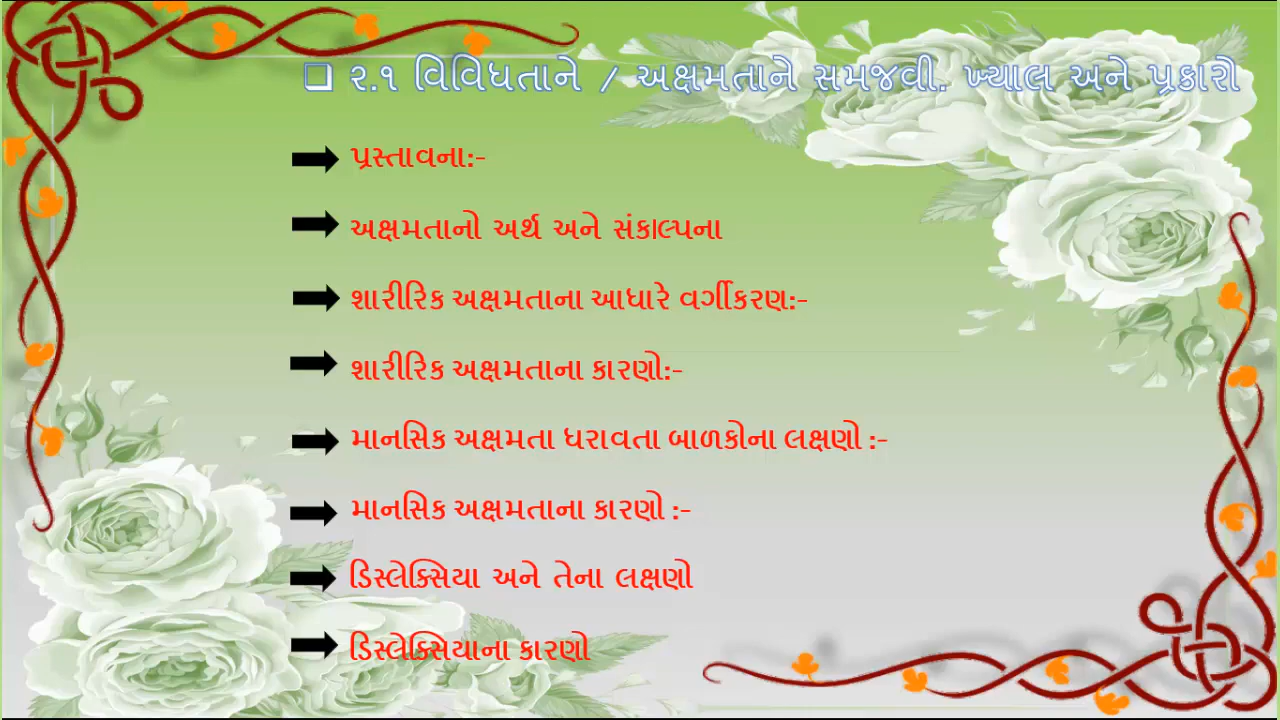 ❑ ૨.૧ વિવિધતાને / અક્ષમતાને સમજવી. ખ્યાલ અને પ્રકારો
પ્રસ્તાવના:-
અક્ષમતાનો અર્થ અને સંકાલ્પના
શારીરિક અક્ષમતાના આધારે વર્ગીકરણ:-
શારીરિક અક્ષમતાના કારણો:-
માનસિક અક્ષમતા ધરાવતા બાળકોના લક્ષણો :-
માનસિક અક્ષમતાના કારણો :-
ડિસ્લેક્સિયા અને તેના લક્ષણો
ડિસ્લેક્સિયાના કારણો